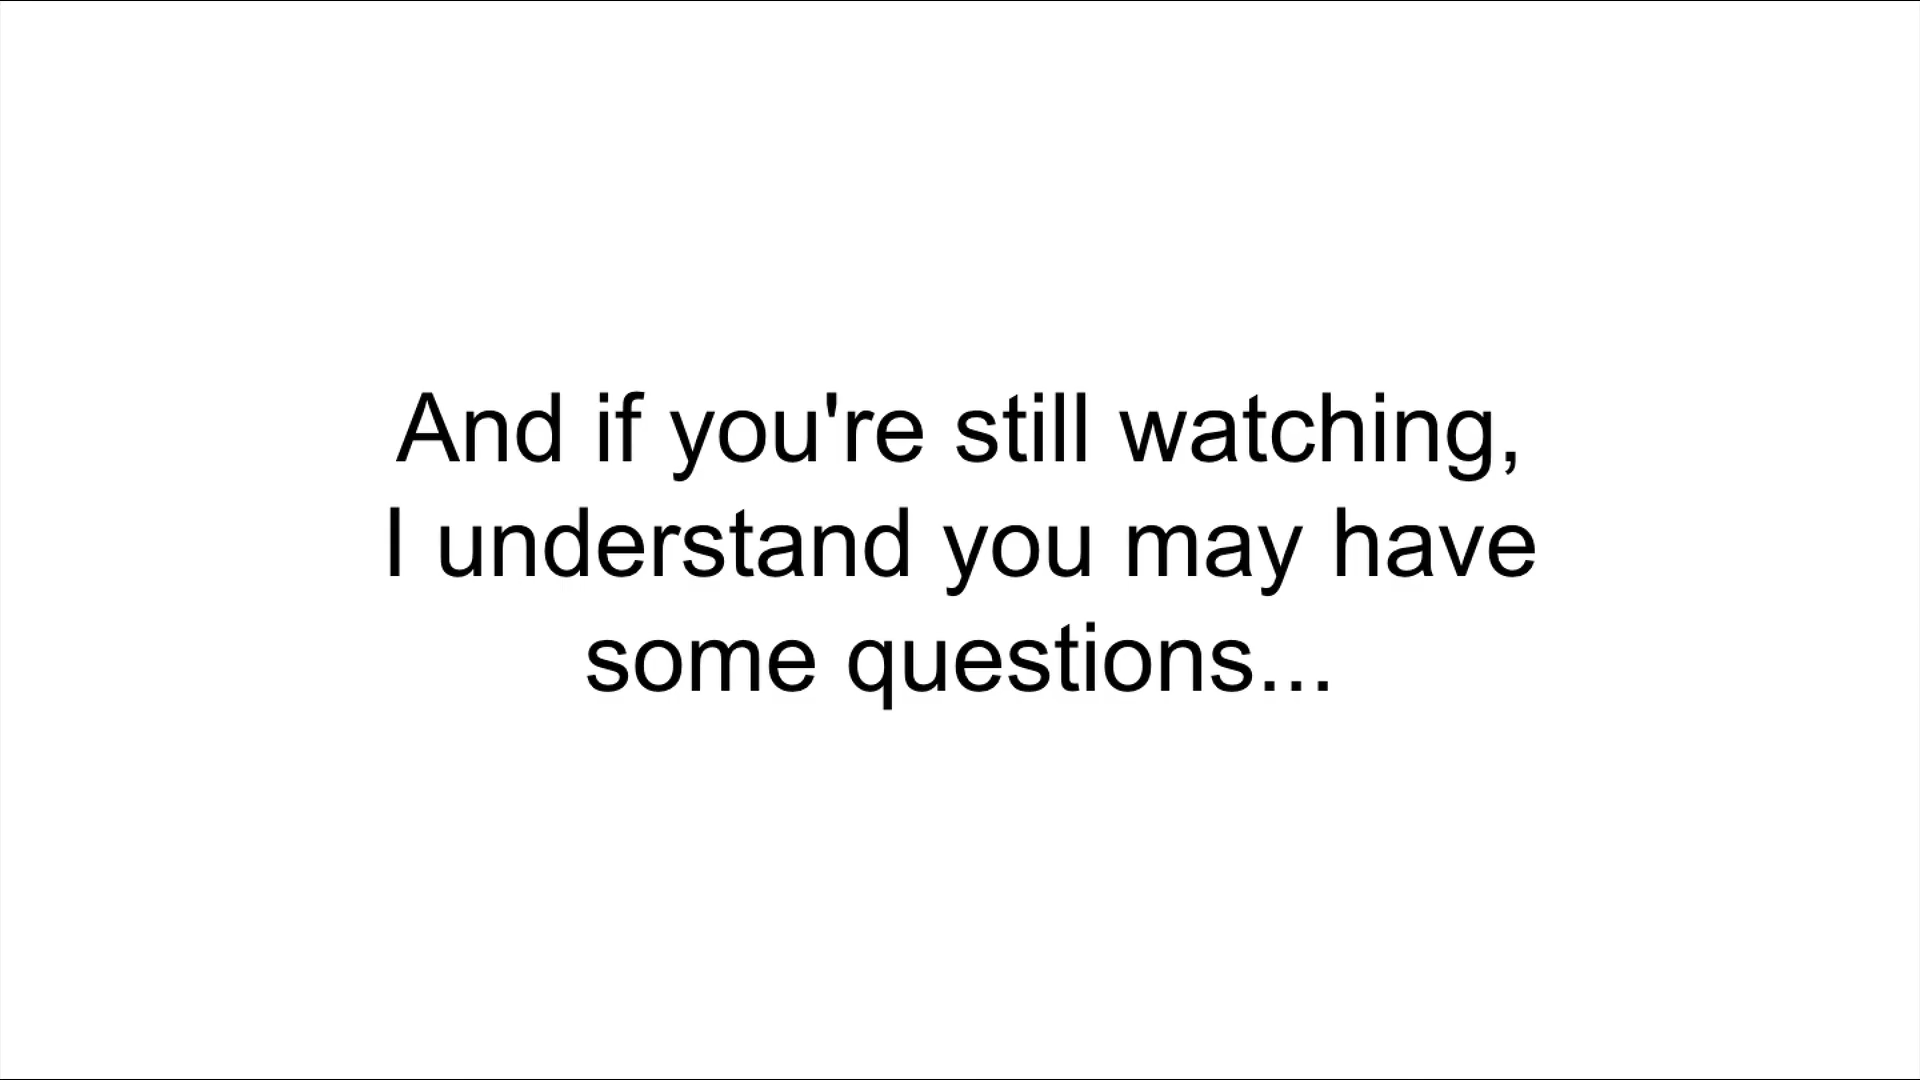 And if you're still watching,
I understand you may have
some questions...